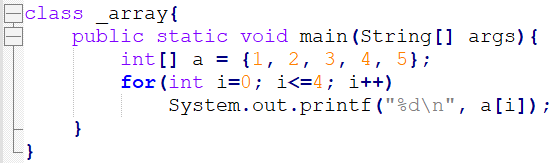 class _array{
public static void main(String[] args){
int[] a = {1, 2, 3, 4, 5};
for(int i=0; i<=4; i++)
System.out.printf("%d\n", a[i]);
}
}